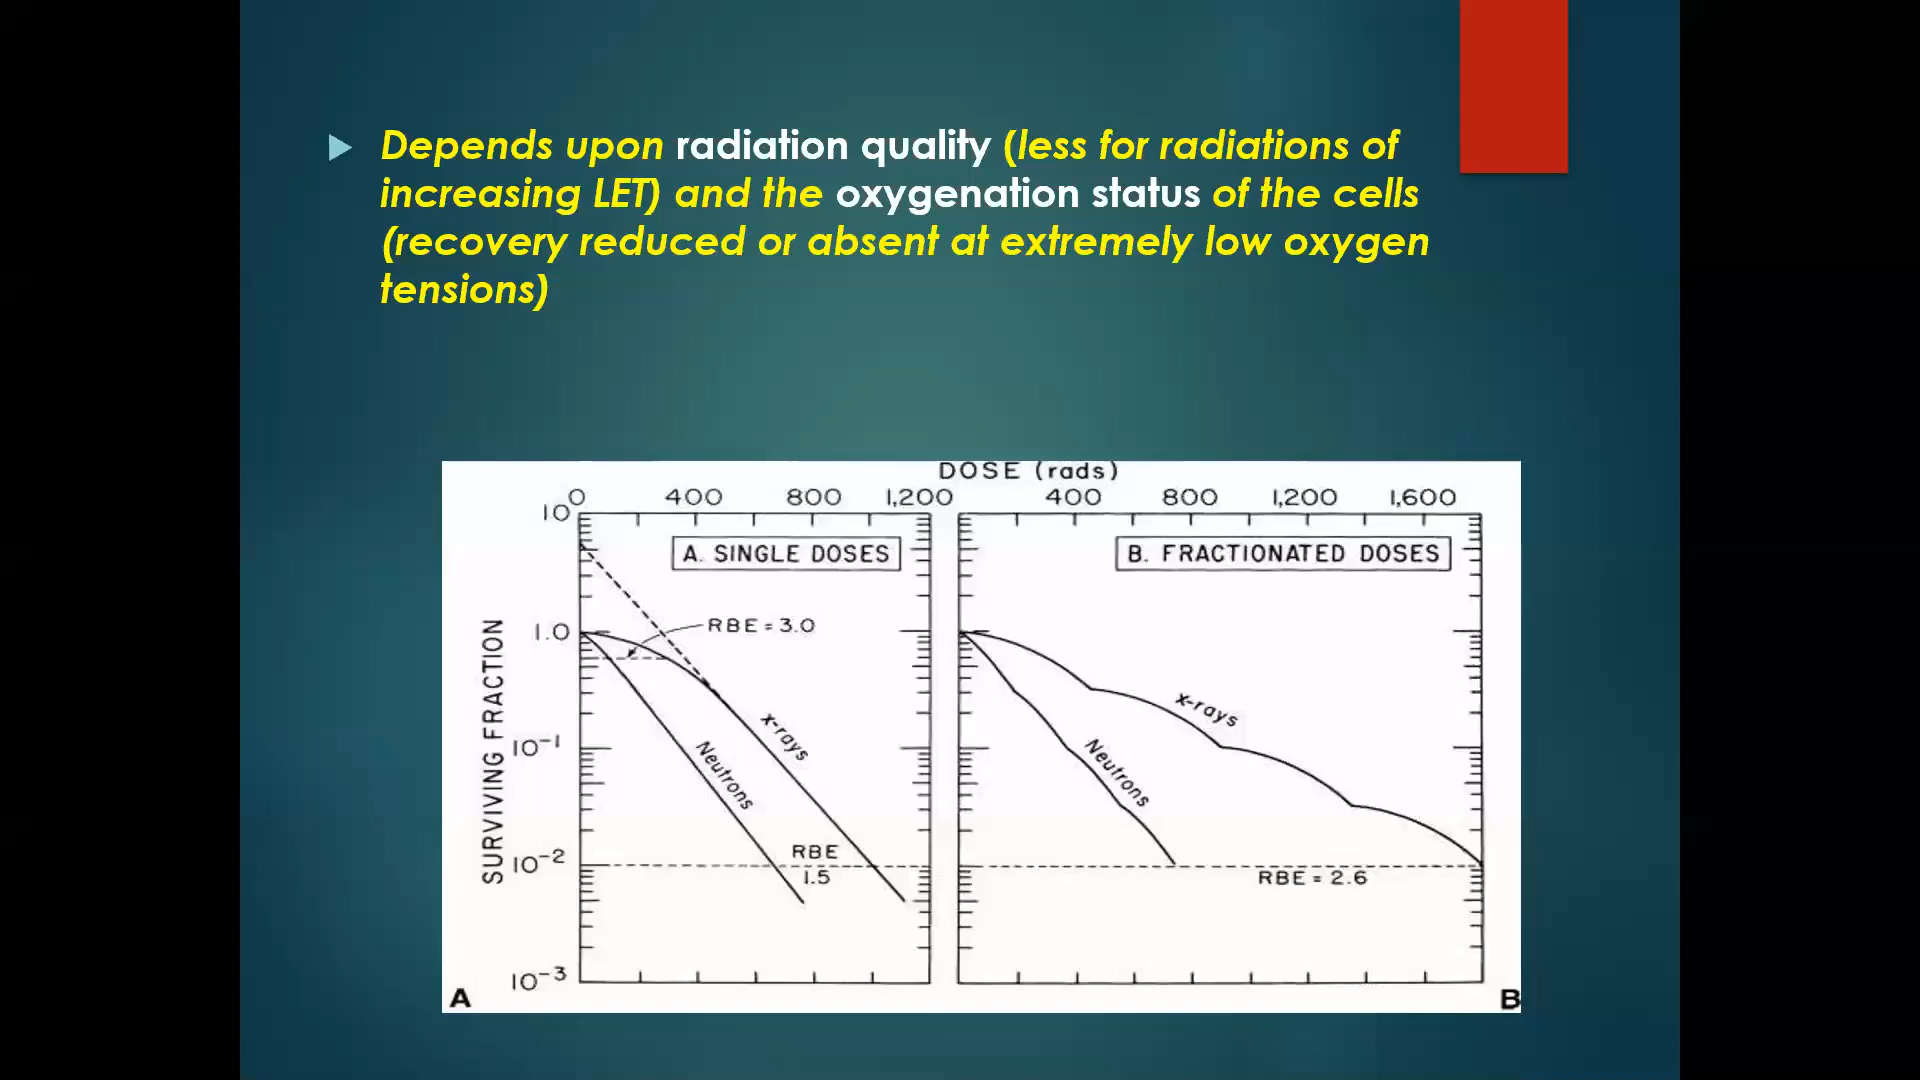 Depends upon radiation quality (less for radiations of
increasing LET) and the oxygenation status of the cells
(recovery reduced or absent at extremely low oxygen
tensions)
DOSE (rads)
0 400 800 1,200 400 800 1,200 1,600
10
A. SINGLE DOSES
B. FRACTIONATED DOSES
SURVIVING FRACTION
1.0
RBE = 3.0
x-rays
x-rays
10⁻¹
Neutrons
Neutrons
RBE
10⁻²
1.5
RBE = 2.6
10⁻³
A
B